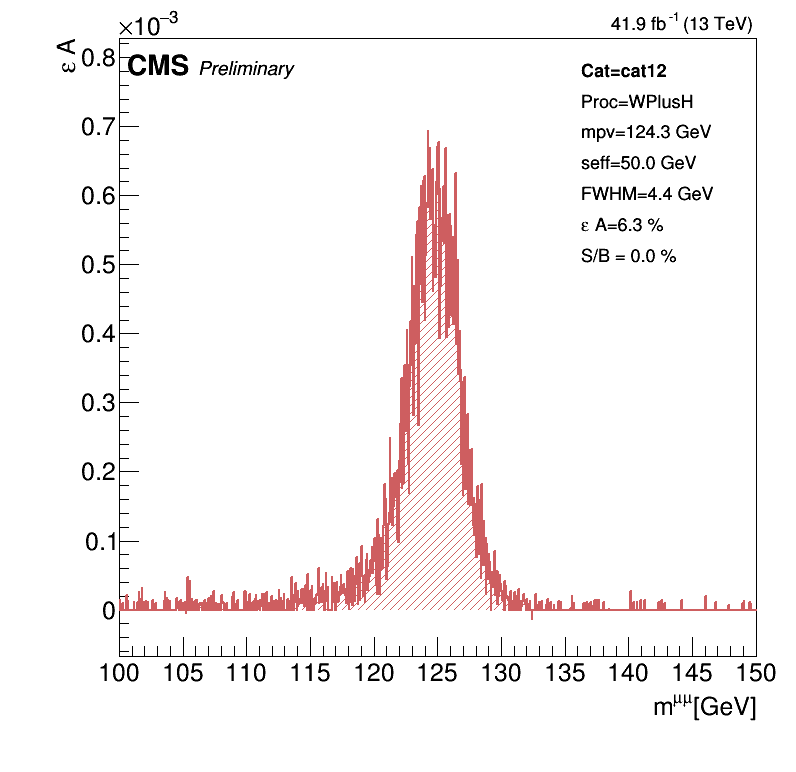 ×10⁻³
41.9 fb⁻¹ (13 TeV)
ε A
CMS Preliminary
Cat=cat12
Proc=WPlusH
mpv=124.3 GeV
seff=50.0 GeV
FWHM=4.4 GeV
ε A=6.3 %
S/B = 0.0 %
0.8
0.7
0.6
0.5
0.4
0.3
0.2
0.1
0
100 105 110 115 120 125 130 135 140 145 150
m^μμ[GeV]